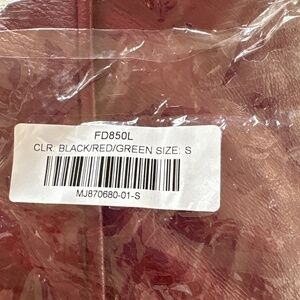 FD850L
CLR: BLACK/RED/GREEN SIZE: S
MJ870680-01-S